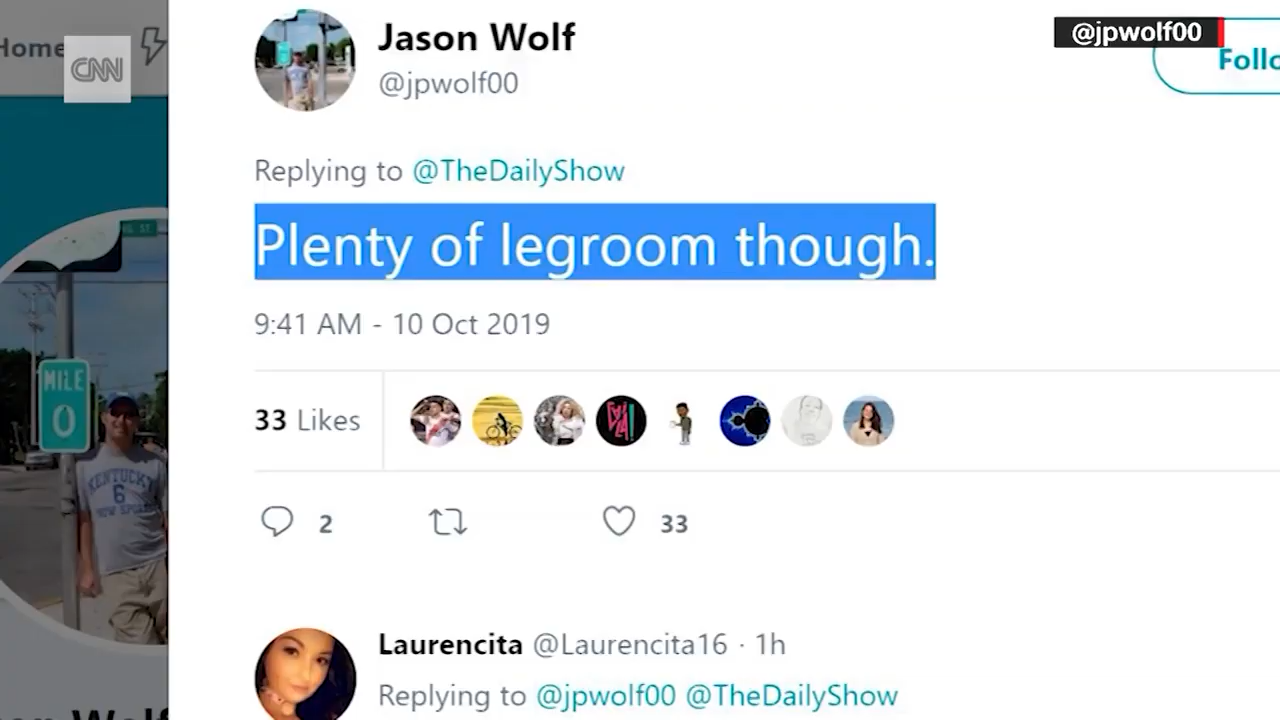 Home
CNN
@jpwolf00
Jason Wolf
@jpwolf00
Replying to @TheDailyShow
Plenty of legroom though.
9:41 AM - 10 Oct 2019
33 Likes
2
33
MILE
0
KENTUCKY
6
Laurencita @Laurencita16 · 1h
Replying to @jpwolf00 @TheDailyShow